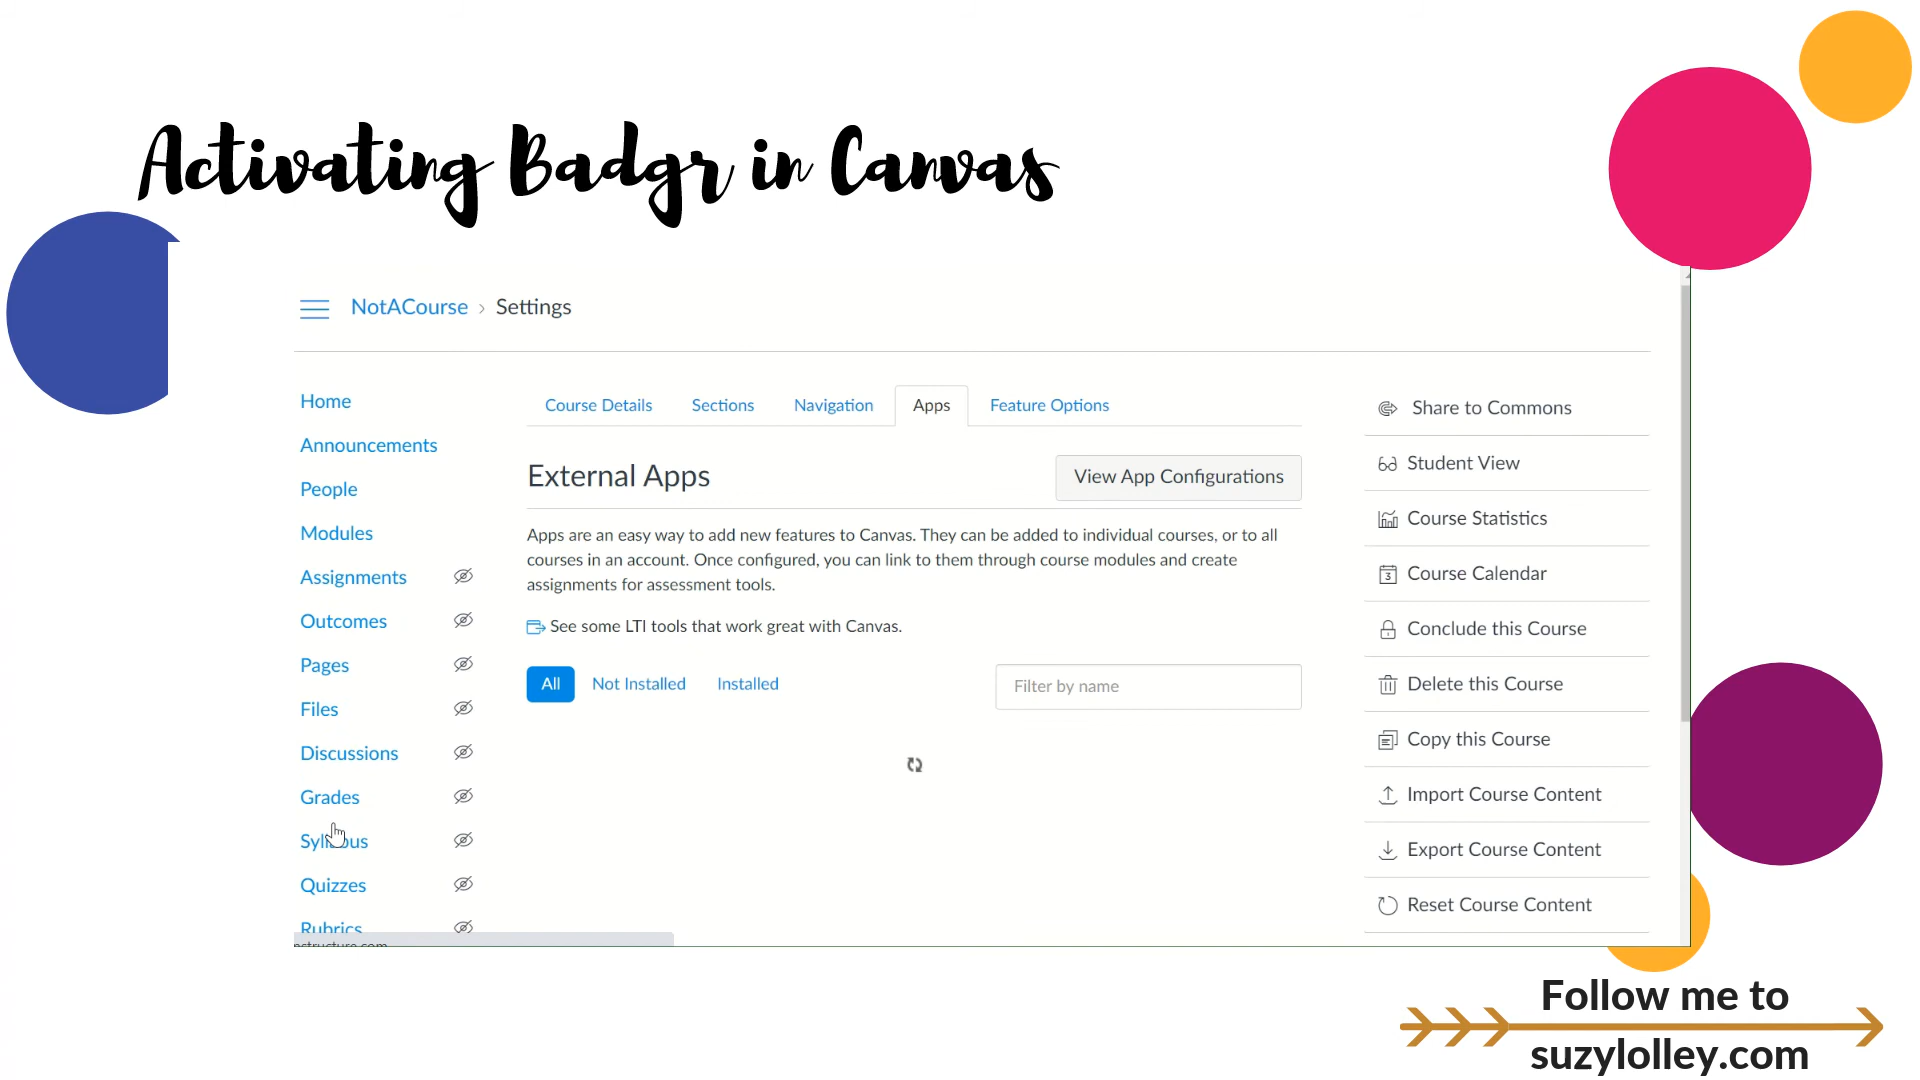 Activating Badgr in Canvas
NotACourse › Settings
Home
Announcements
People
Modules
Assignments
Outcomes
Pages
Files
Discussions
Grades
Syllabus
Quizzes
Rubrics
Course Details Sections Navigation Apps Feature Options
External Apps
View App Configurations
Apps are an easy way to add new features to Canvas. They can be added to individual courses, or to all
courses in an account. Once configured, you can link to them through course modules and create
assignments for assessment tools.
See some LTI tools that work great with Canvas.
All Not Installed Installed
Filter by name
Share to Commons
Student View
Course Statistics
3 Course Calendar
Conclude this Course
Delete this Course
Copy this Course
Import Course Content
Export Course Content
Reset Course Content
Follow me to
suzylolley.com